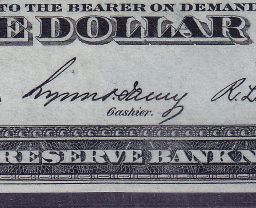 TO THE BEARER ON DEMAND
E DOLLAR
Cashier.
RESERVE BANK N